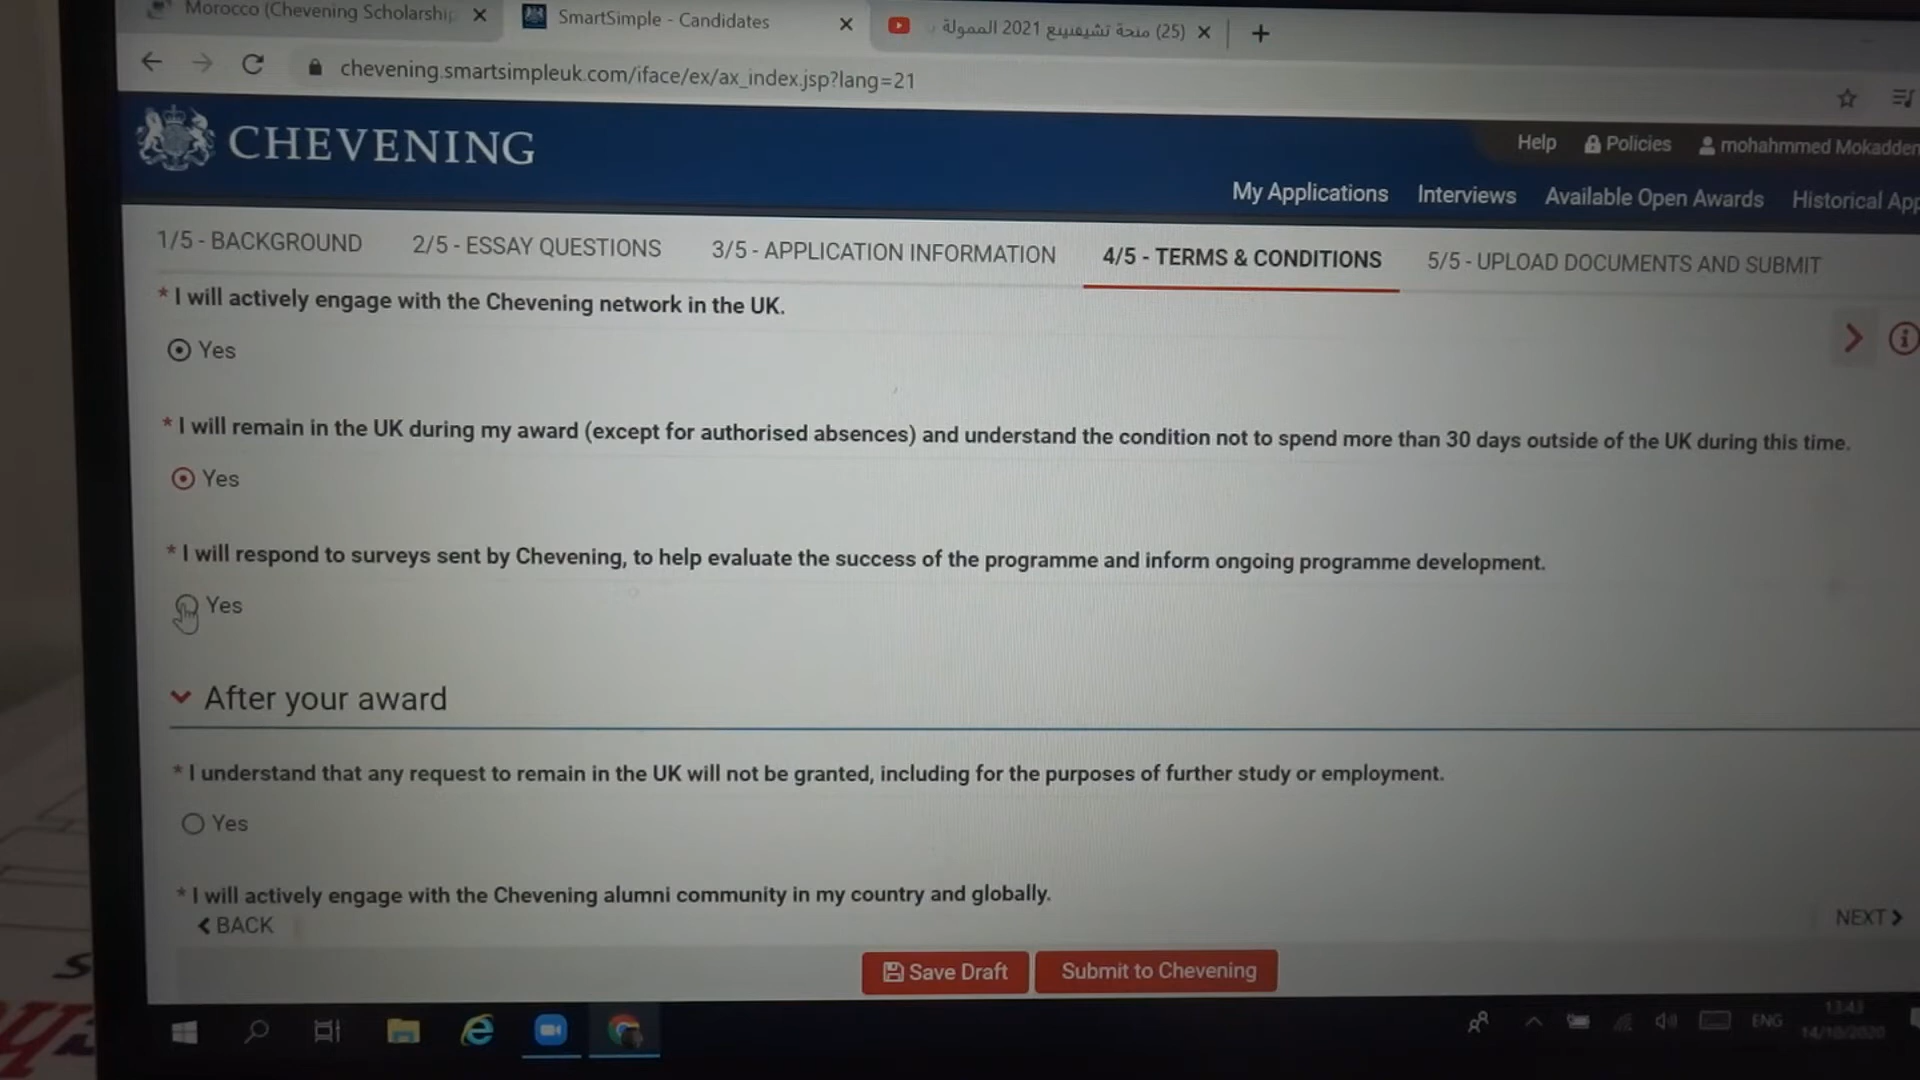 Morocco (Chevening Scholarship
SmartSimple - Candidates
(25) منحة تشيفنينغ 2021 الممولة
chevening.smartsimpleuk.com/iface/ex/ax_index.jsp?lang=21
CHEVENING
Help
Policies
mohahmmed Mokadden
My Applications
Interviews
Available Open Awards
Historical App
1/5 - BACKGROUND
2/5 - ESSAY QUESTIONS
3/5 - APPLICATION INFORMATION
4/5 - TERMS & CONDITIONS
5/5 - UPLOAD DOCUMENTS AND SUBMIT
* I will actively engage with the Chevening network in the UK.
Yes
* I will remain in the UK during my award (except for authorised absences) and understand the condition not to spend more than 30 days outside of the UK during this time.
Yes
* I will respond to surveys sent by Chevening, to help evaluate the success of the programme and inform ongoing programme development.
Yes
After your award
* I understand that any request to remain in the UK will not be granted, including for the purposes of further study or employment.
Yes
* I will actively engage with the Chevening alumni community in my country and globally.
BACK
NEXT
Save Draft
Submit to Chevening
ENG
13:43
14/10/2020